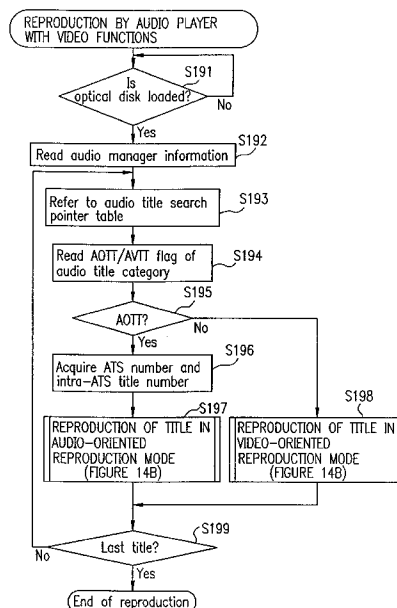 REPRODUCTION BY AUDIO PLAYER
WITH VIDEO FUNCTIONS
S191
Is
optical disk loaded?
No
Yes
S192
Read audio manager information
S193
Refer to audio title search
pointer table
S194
Read AOTT/AVTT flag of
audio title category
S195
AOTT?
No
Yes
S196
Acquire ATS number and
intra-ATS title number
S197
REPRODUCTION OF TITLE IN
AUDIO-ORIENTED
REPRODUCTION MODE
(FIGURE 14B)
S198
REPRODUCTION OF TITLE IN
VIDEO-ORIENTED
REPRODUCTION MODE
(FIGURE 14B)
S199
Last title?
No
Yes
End of reproduction